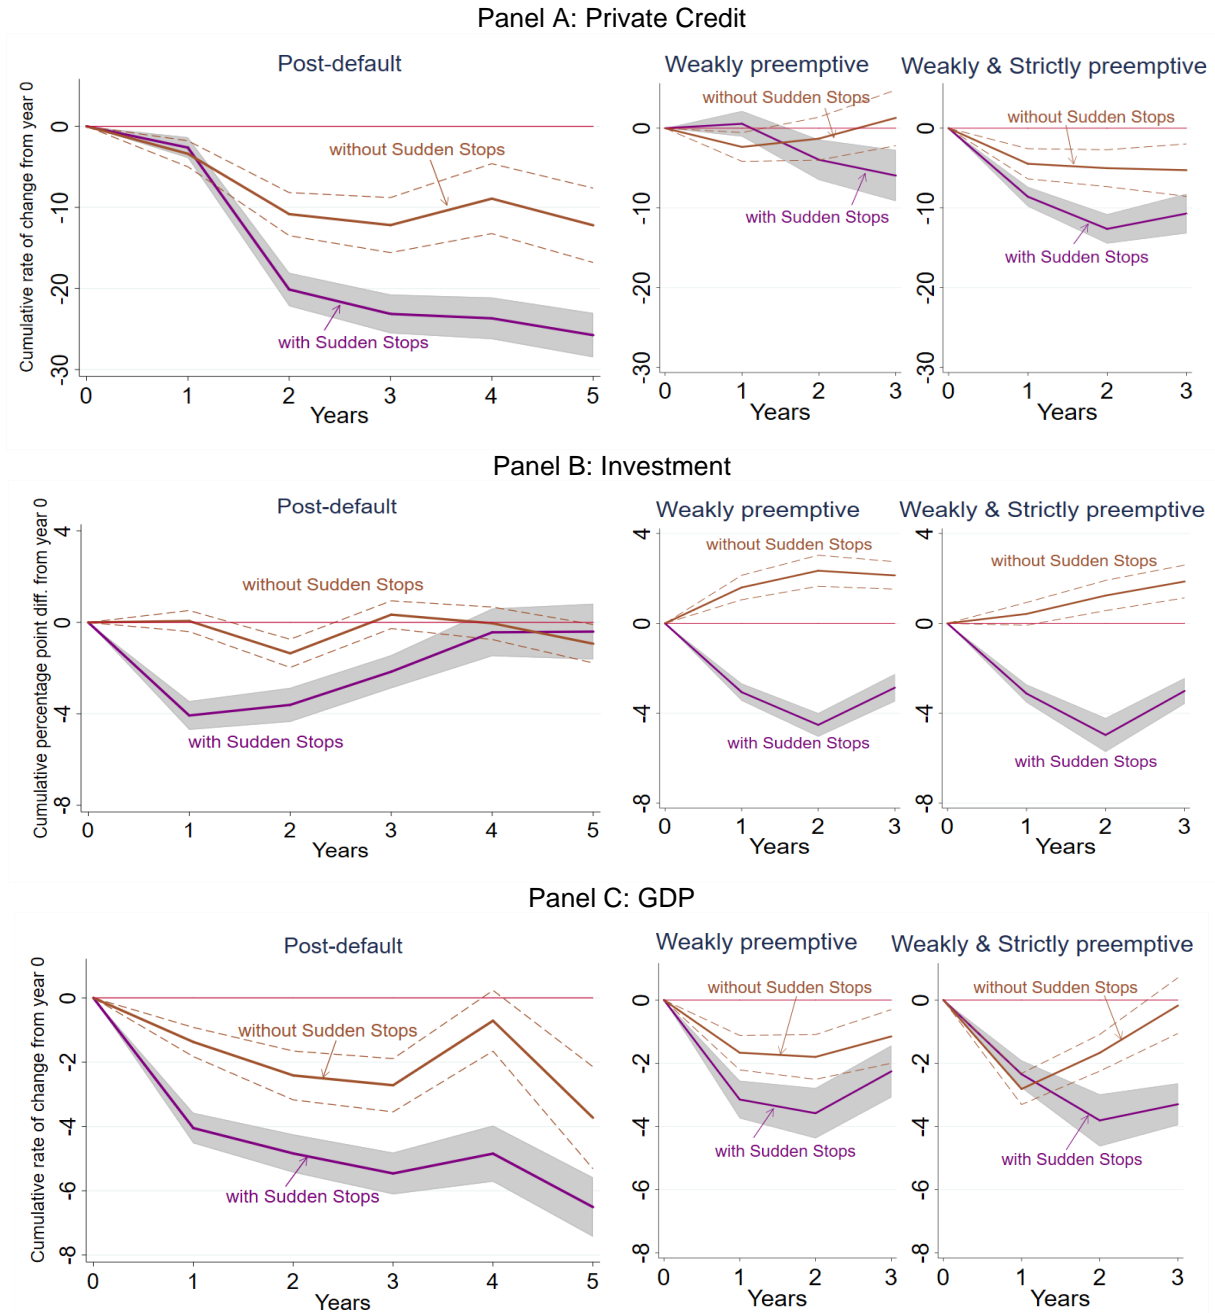 Panel A: Private Credit
Post-default
Weakly preemptive
Weakly & Strictly preemptive
Cumulative rate of change from year 0
0
-10
-20
-30
without Sudden Stops
with Sudden Stops
0 1 2 3 4 5
Years
0
-10
-20
-30
without Sudden Stops
with Sudden Stops
0 1 2 3
Years
0
-10
-20
-30
without Sudden Stops
with Sudden Stops
0 1 2 3
Years
Panel B: Investment
Post-default
Weakly preemptive
Weakly & Strictly preemptive
Cumulative percentage point diff. from year 0
4
0
-4
-8
without Sudden Stops
with Sudden Stops
0 1 2 3 4 5
Years
4
0
-4
-8
without Sudden Stops
with Sudden Stops
0 1 2 3
Years
4
0
-4
-8
without Sudden Stops
with Sudden Stops
0 1 2 3
Years
Panel C: GDP
Post-default
Weakly preemptive
Weakly & Strictly preemptive
Cumulative rate of change from year 0
0
-2
-4
-6
-8
without Sudden Stops
with Sudden Stops
0 1 2 3 4 5
Years
0
-2
-4
-6
-8
without Sudden Stops
with Sudden Stops
0 1 2 3
Years
0
-2
-4
-6
-8
without Sudden Stops
with Sudden Stops
0 1 2 3
Years